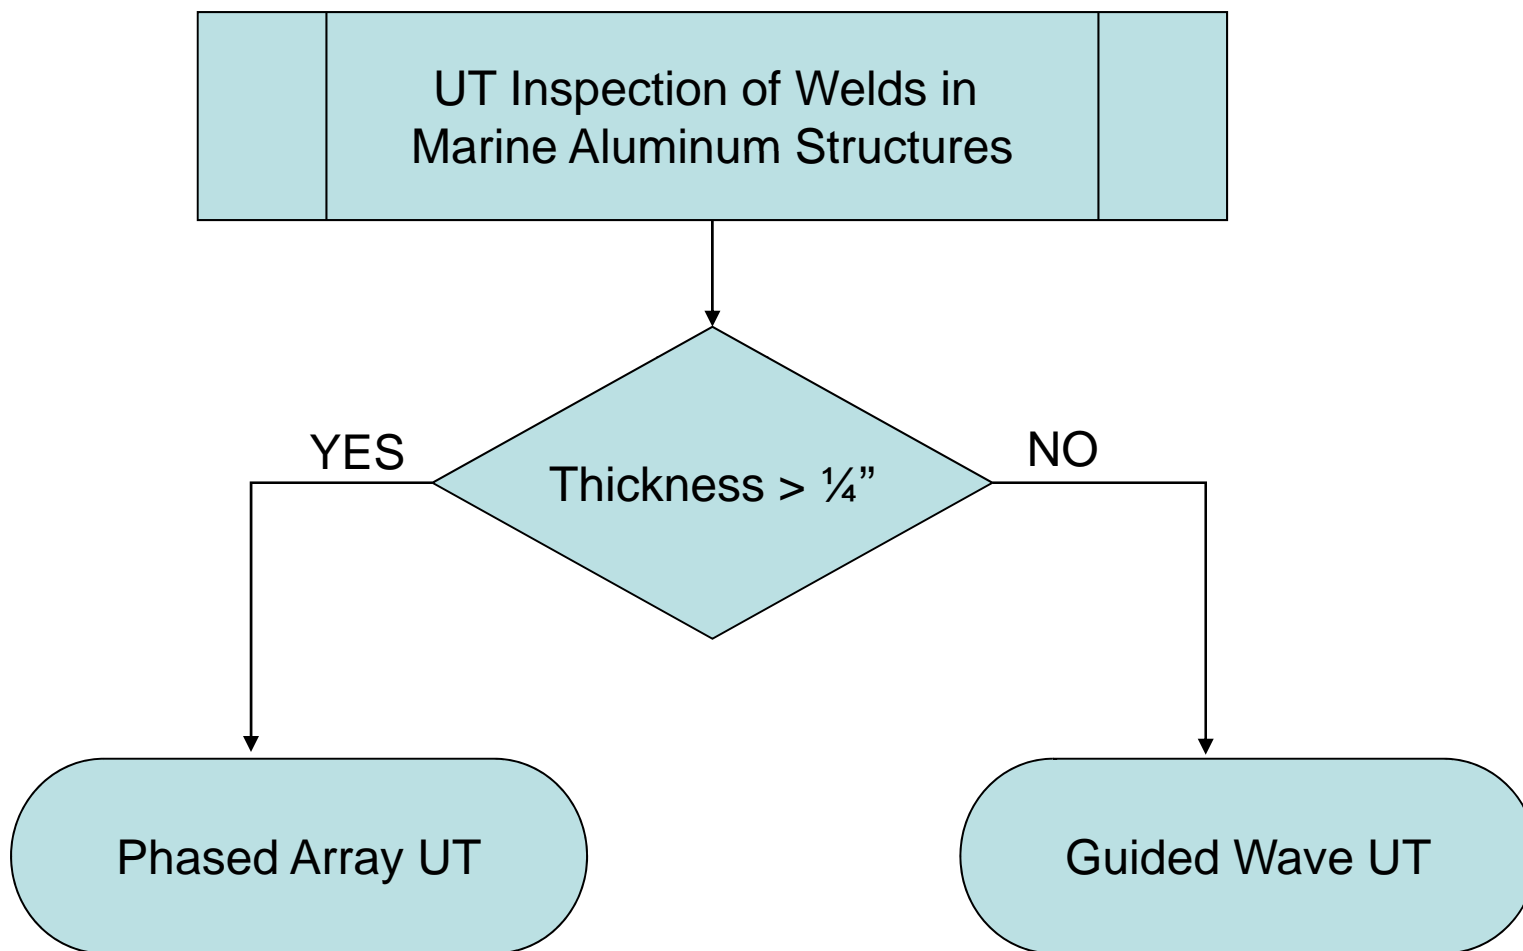 UT Inspection of Welds in
Marine Aluminum Structures
YES
NO
Thickness > ¼”
Phased Array UT
Guided Wave UT